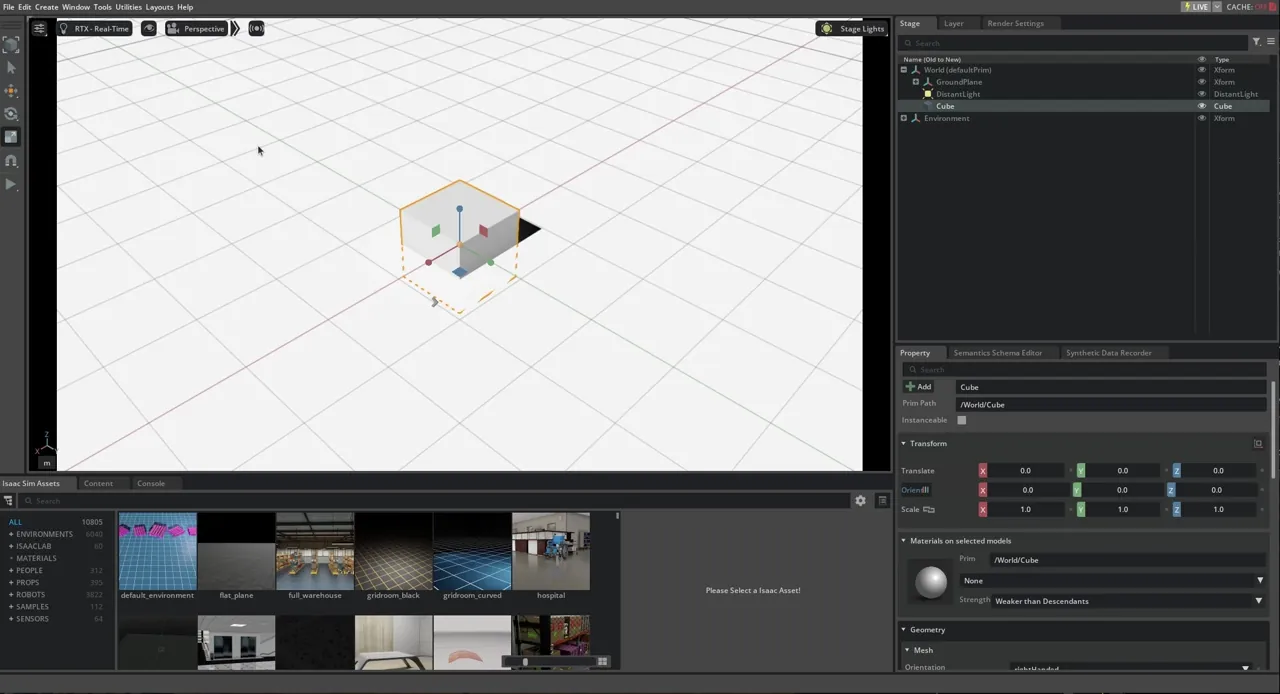 File Edit Create Window Tools Utilities Layouts Help
LIVE CACHE: OFF
RTX - Real-Time Perspective Stage Lights
Stage Layer Render Settings
Search
Name (Old to New) Type
World (defaultPrim) Xform
GroundPlane Xform
DistantLight DistantLight
Cube Cube
Environment Xform
Z
X
m
Property Semantics Schema Editor Synthetic Data Recorder
Search
Add Cube
Prim Path /World/Cube
Instanceable
Transform
Translate X 0.0 Y 0.0 Z 0.0
Orient X 0.0 Y 0.0 Z 0.0
Scale X 1.0 Y 1.0 Z 1.0
Materials on selected models
Prim /World/Cube
None
Strength Weaker than Descendants
Geometry
Mesh
Orientation rightHanded
Isaac Sim Assets Content Console
Search
ALL 10805
ENVIRONMENTS 6040
ISAACLAB 60
MATERIALS
PEOPLE 312
PROPS 395
ROBOTS 3822
SAMPLES 112
SENSORS 64
default_environment flat_plane full_warehouse gridroom_black gridroom_curved hospital
Please Select a Isaac Asset!